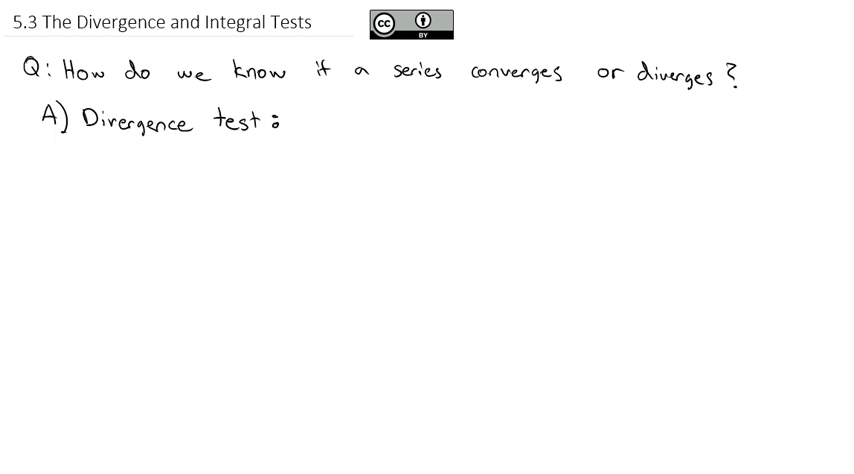 5.3 The Divergence and Integral Tests
cc BY
Q: How do we know if a series converges or diverges?
A) Divergence test: